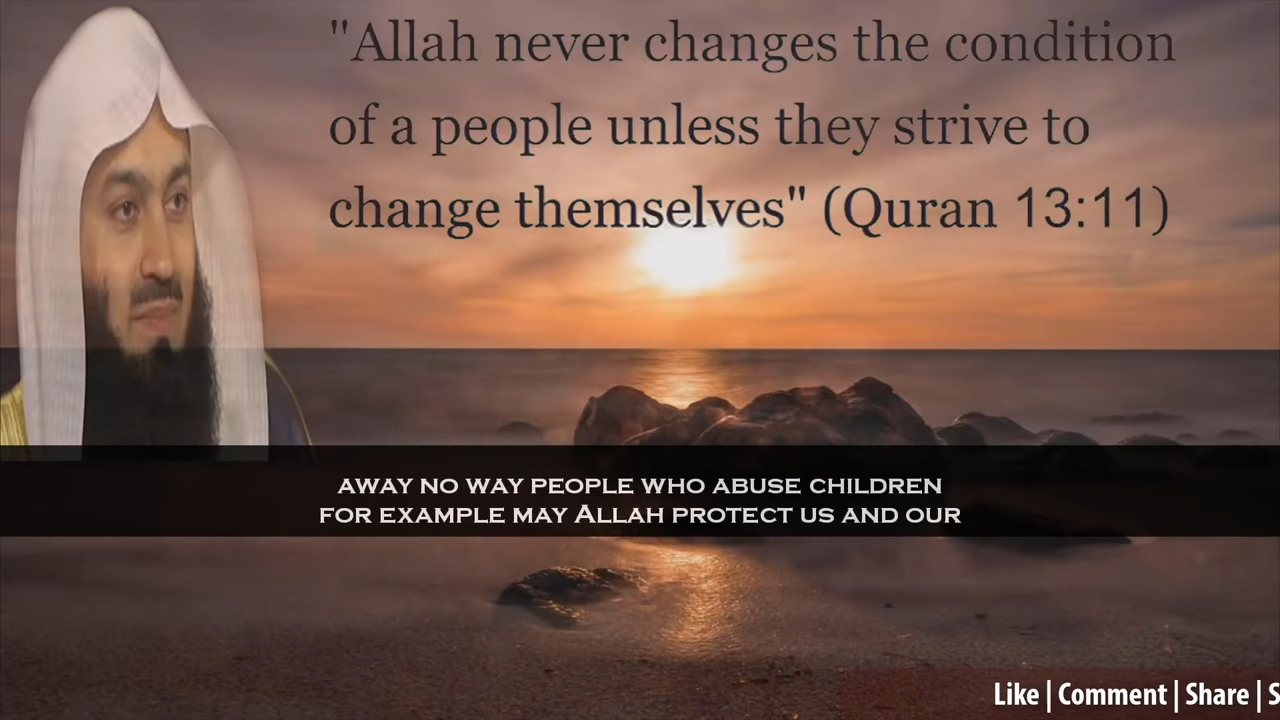 "Allah never changes the condition
of a people unless they strive to
change themselves" (Quran 13:11)
AWAY NO WAY PEOPLE WHO ABUSE CHILDREN
FOR EXAMPLE MAY ALLAH PROTECT US AND OUR
Like | Comment | Share | S